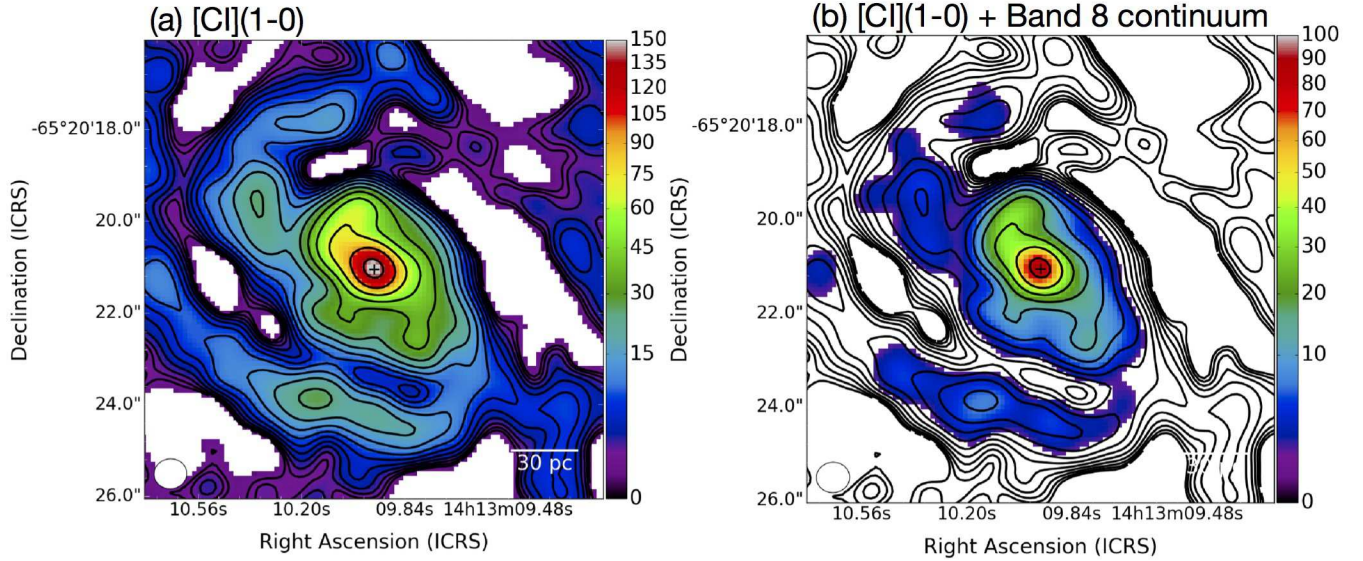 (a) [CI](1-0)
150
135
120
105
90
75
60
45
30
15
0
-65°20'18.0"
20.0"
22.0"
24.0"
26.0"
Declination (ICRS)
30 pc
10.56s
10.20s
09.84s
14h13m09.48s
Right Ascension (ICRS)
(b) [CI](1-0) + Band 8 continuum
100
90
80
70
60
50
40
30
20
10
0
-65°20'18.0"
20.0"
22.0"
24.0"
26.0"
Declination (ICRS)
10.56s
10.20s
09.84s
14h13m09.48s
Right Ascension (ICRS)